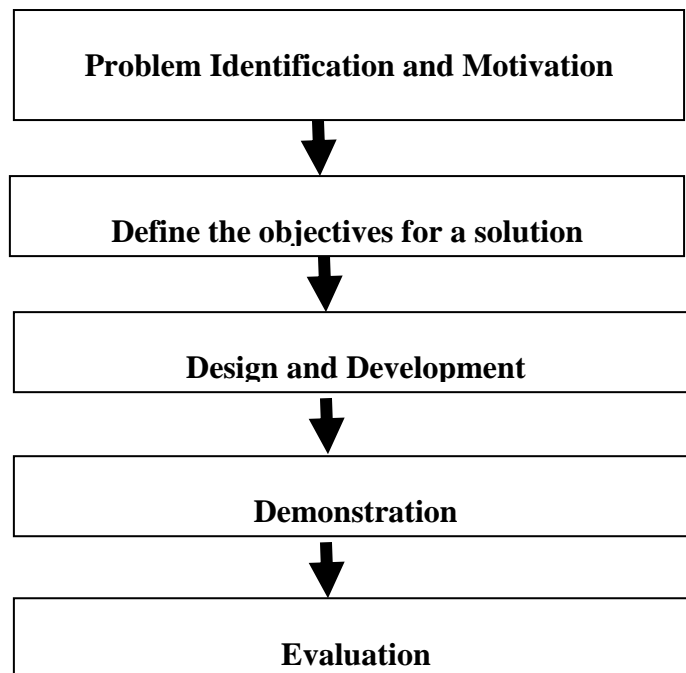 Problem Identification and Motivation
Define the objectives for a solution
Design and Development
Demonstration
Evaluation